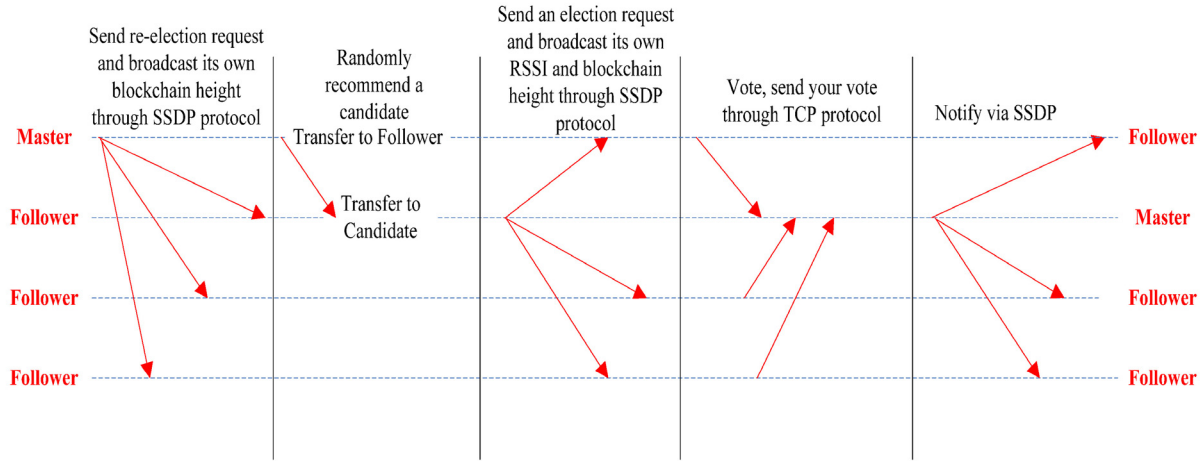 Send re-election request
and broadcast its own
blockchain height
through SSDP protocol
Randomly
recommend a
candidate
Transfer to Follower
Transfer to
Candidate
Send an election request
and broadcast its own
RSSI and blockchain
height through SSDP
protocol
Vote, send your vote
through TCP protocol
Notify via SSDP
Master
Follower
Follower
Follower
Follower
Master
Follower
Follower